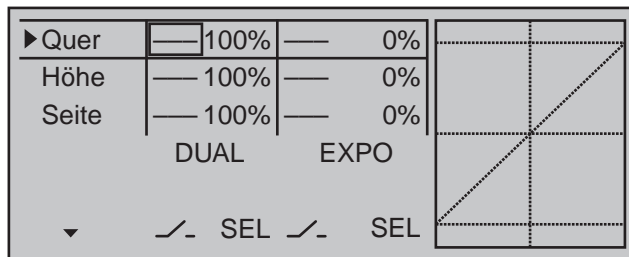 Quer ––– 100% ––– 0%
Höhe ––– 100% ––– 0%
Seite ––– 100% ––– 0%
DUAL EXPO
SEL SEL